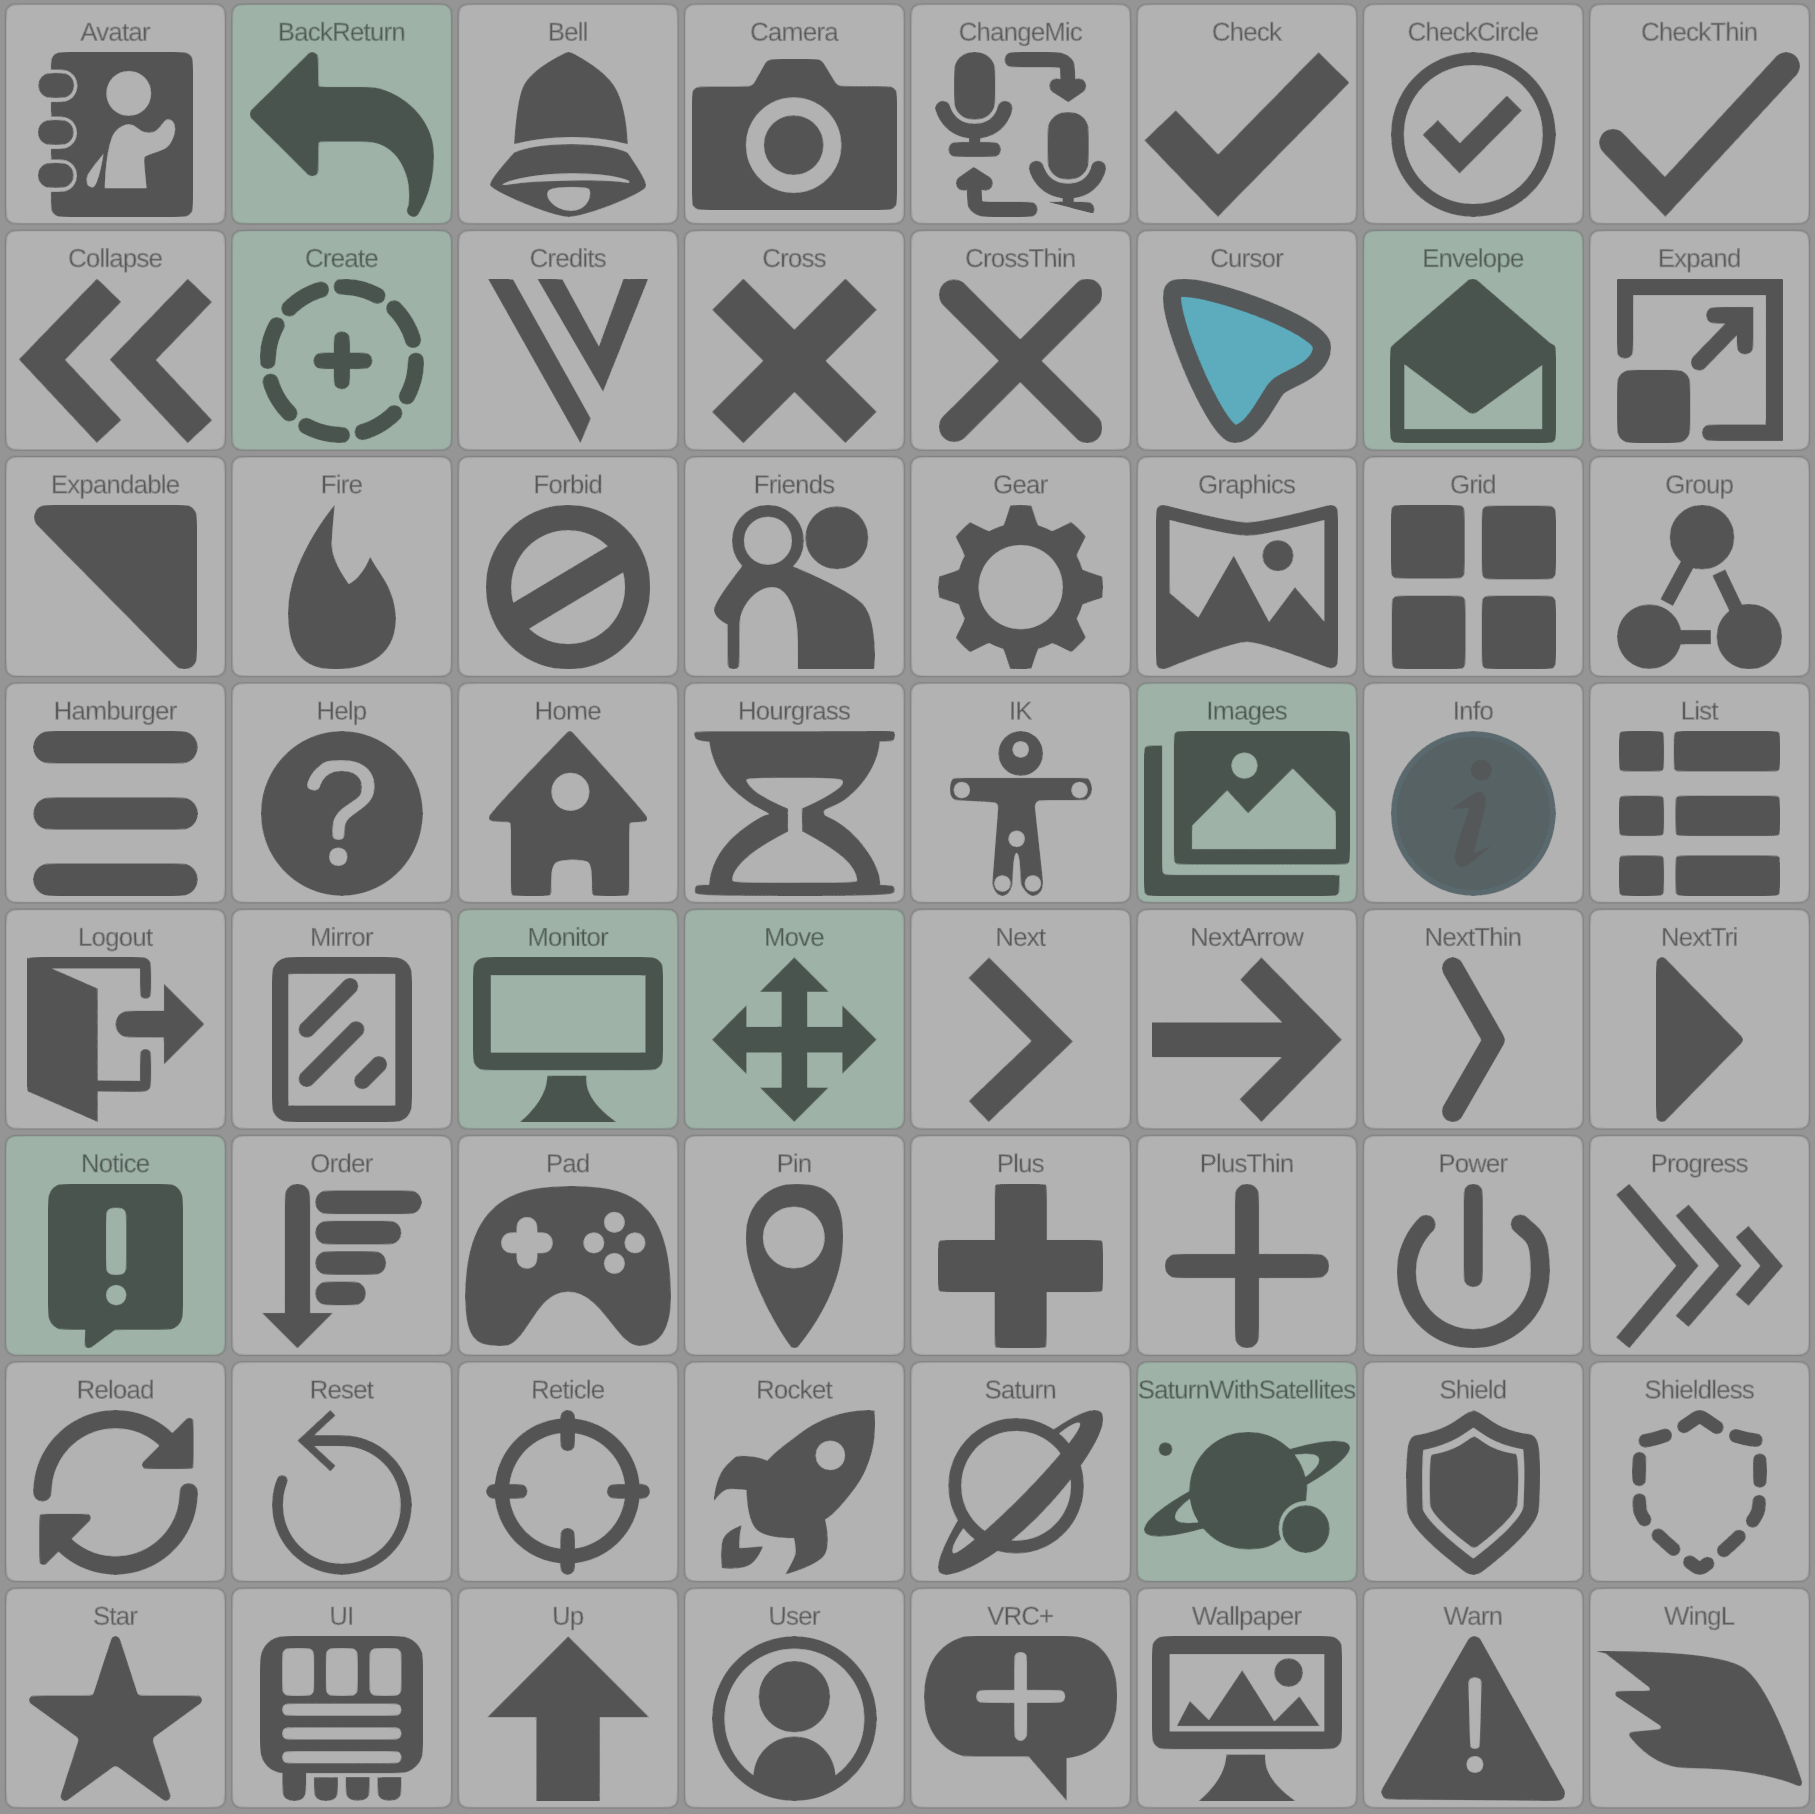 Avatar
BackReturn
Bell
Camera
ChangeMic
Check
CheckCircle
CheckThin
Collapse
Create
Credits
Cross
CrossThin
Cursor
Envelope
Expand
Expandable
Fire
Forbid
Friends
Gear
Graphics
Grid
Group
Hamburger
Help
Home
Hourgrass
IK
Images
Info
List
Logout
Mirror
Monitor
Move
Next
NextArrow
NextThin
NextTri
Notice
Order
Pad
Pin
Plus
PlusThin
Power
Progress
Reload
Reset
Reticle
Rocket
Saturn
SaturnWithSatellites
Shield
Shieldless
Star
UI
Up
User
VRC+
Wallpaper
Warn
WingL